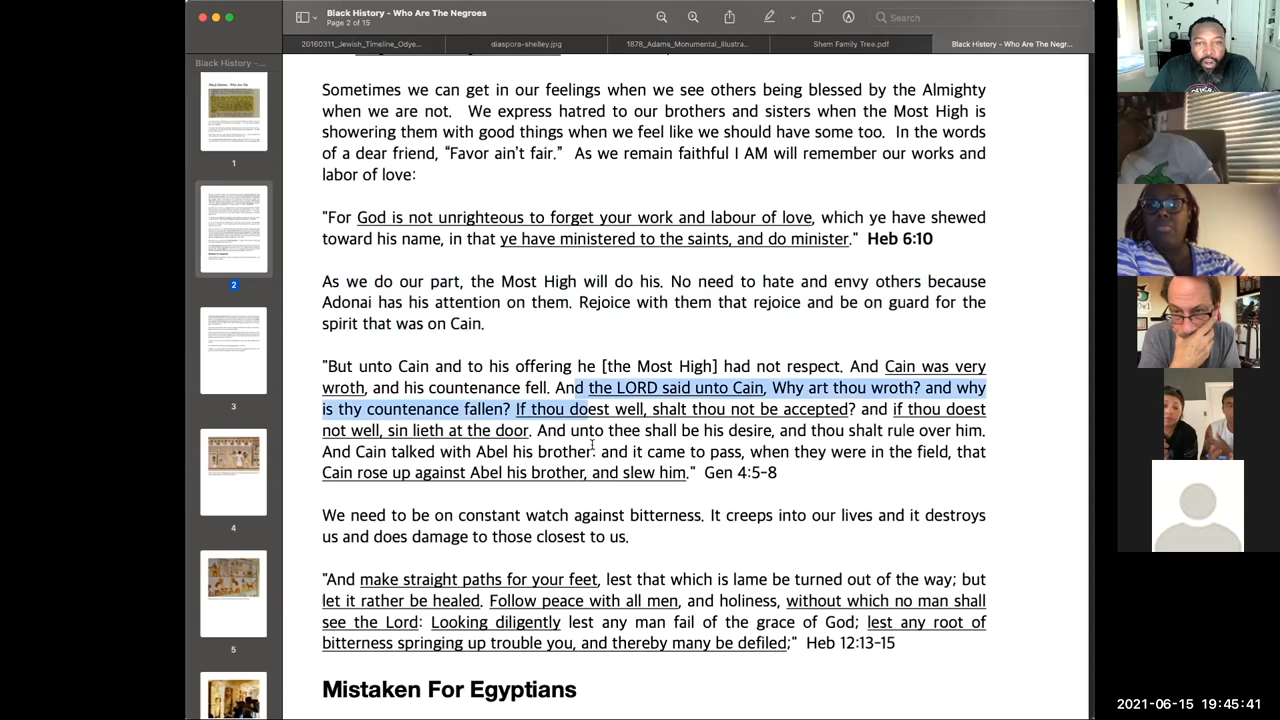 Black History - Who Are The Negroes
Page 2 of 15
Search
20160311_Jewish_Timeline_Odye...
diaspora-shelley.jpg
1878_Adams_Monumental_Illustra...
Shem Family Tree.pdf
Black History - Who Are The Negr...
Black History -...
1
2
3
4
5
Sometimes we can get in our feelings when we see others being blessed by the Almighty
when we are not. We express hatred to our brothers and sisters when the Most High is
showering them with good things when we feel like we should have some too. In the words
of a dear friend, “Favor ain’t fair.” As we remain faithful I AM will remember our works and
labor of love:
"For God is not unrighteous to forget your work and labour of love, which ye have shewed
toward his name, in that ye have ministered to the saints, and do minister." Heb 6:10
As we do our part, the Most High will do his. No need to hate and envy others because
Adonai has his attention on them. Rejoice with them that rejoice and be on guard for the
spirit that was on Cain.
"But unto Cain and to his offering he [the Most High] had not respect. And Cain was very
wroth, and his countenance fell. And the LORD said unto Cain, Why art thou wroth? and why
is thy countenance fallen? If thou doest well, shalt thou not be accepted? and if thou doest
not well, sin lieth at the door. And unto thee shall be his desire, and thou shalt rule over him.
And Cain talked with Abel his brother: and it came to pass, when they were in the field, that
Cain rose up against Abel his brother, and slew him." Gen 4:5-8
We need to be on constant watch against bitterness. It creeps into our lives and it destroys
us and does damage to those closest to us.
"And make straight paths for your feet, lest that which is lame be turned out of the way; but
let it rather be healed. Follow peace with all men, and holiness, without which no man shall
see the Lord: Looking diligently lest any man fail of the grace of God; lest any root of
bitterness springing up trouble you, and thereby many be defiled;" Heb 12:13-15
Mistaken For Egyptians
2021-06-15 19:45:41